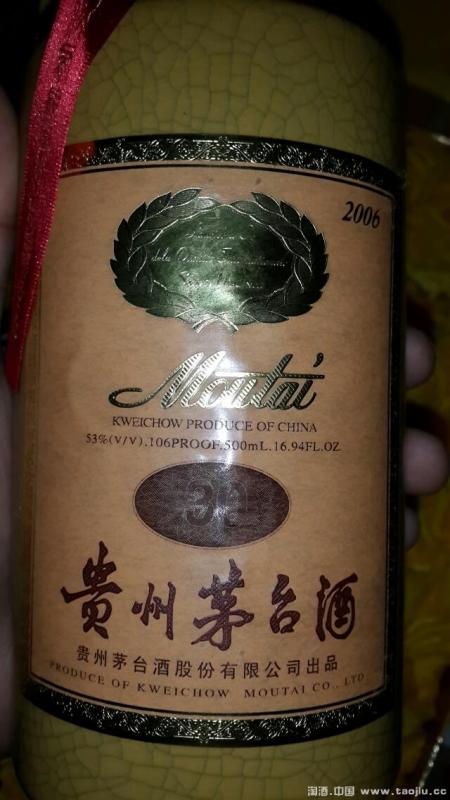 2006
Moutai
KWEICHOW PRODUCE OF CHINA
53%(V/V).106PROOF.500mL.16.94FL.OZ
30
贵州茅台酒
贵州茅台酒股份有限公司出品
PRODUCE OF KWEICHOW MOUTAI CO., LTD
淘酒.中国 www.taojiu.cc